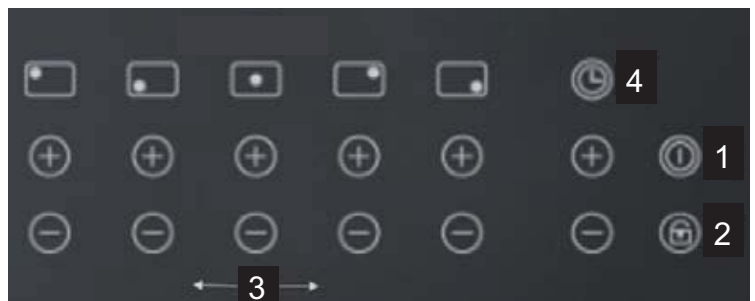 4
+ + + + + + 1
− − − − − − 2
3